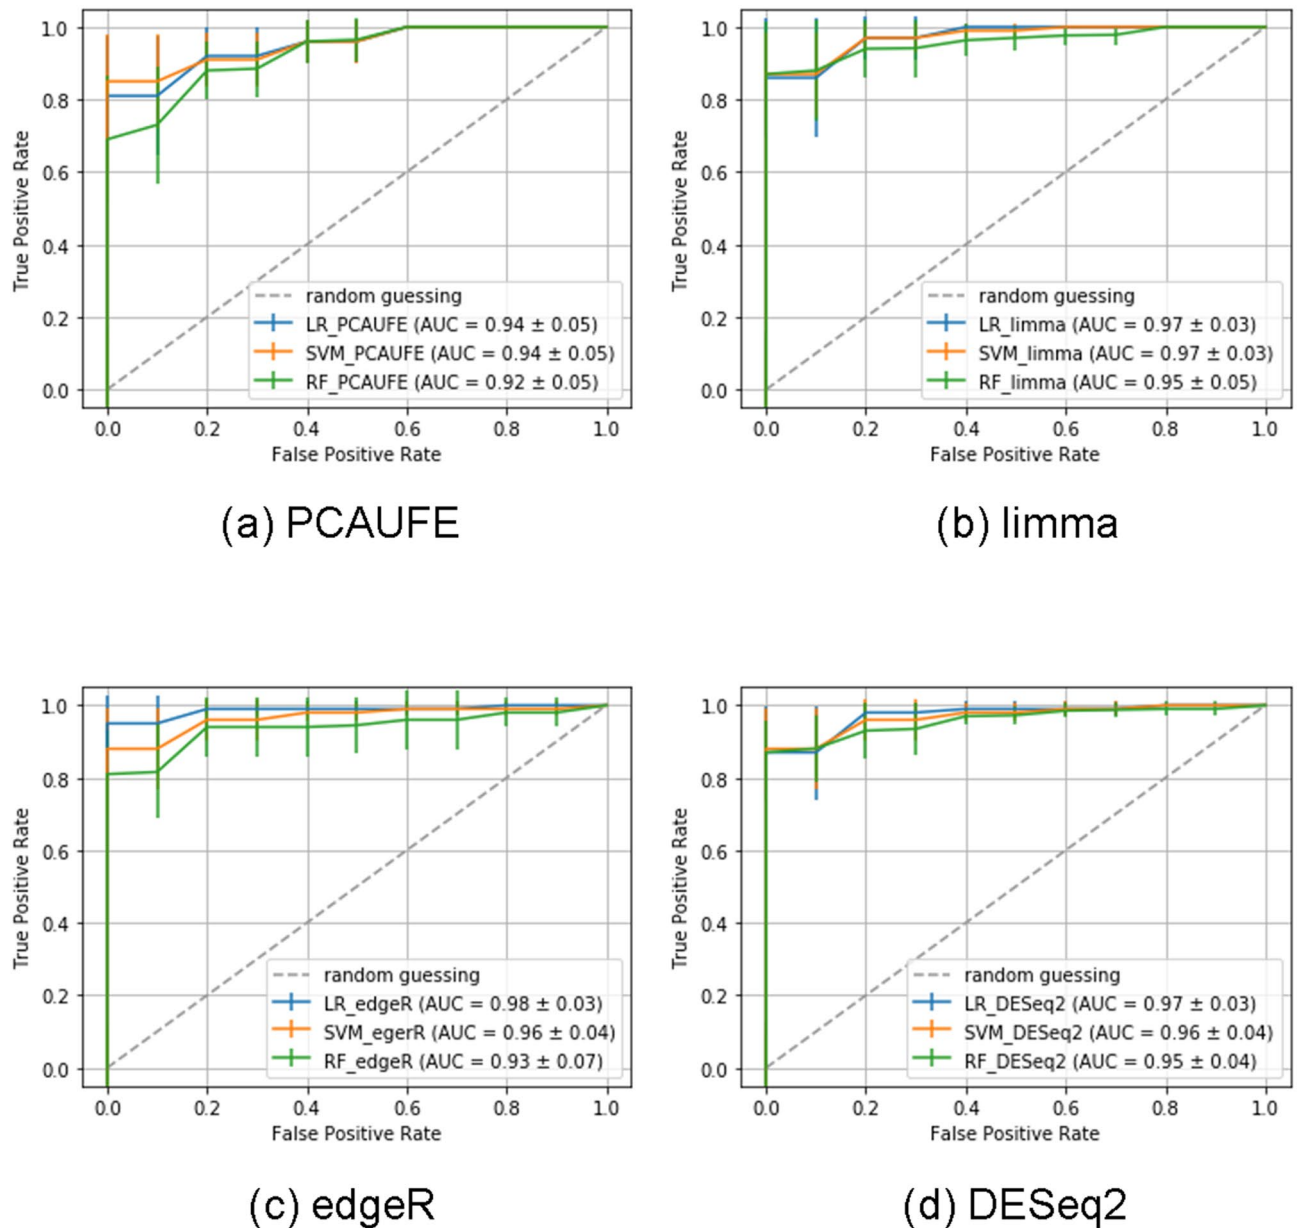 1.0
0.8
0.6
0.4
0.2
0.0
True Positive Rate
random guessing
LR_PCAUFE (AUC = 0.94 ± 0.05)
SVM_PCAUFE (AUC = 0.94 ± 0.05)
RF_PCAUFE (AUC = 0.92 ± 0.05)
0.0 0.2 0.4 0.6 0.8 1.0
False Positive Rate
(a) PCAUFE
1.0
0.8
0.6
0.4
0.2
0.0
True Positive Rate
random guessing
LR_limma (AUC = 0.97 ± 0.03)
SVM_limma (AUC = 0.97 ± 0.03)
RF_limma (AUC = 0.95 ± 0.05)
0.0 0.2 0.4 0.6 0.8 1.0
False Positive Rate
(b) limma
1.0
0.8
0.6
0.4
0.2
0.0
True Positive Rate
random guessing
LR_edgeR (AUC = 0.98 ± 0.03)
SVM_egerR (AUC = 0.96 ± 0.04)
RF_edgeR (AUC = 0.93 ± 0.07)
0.0 0.2 0.4 0.6 0.8 1.0
False Positive Rate
(c) edgeR
1.0
0.8
0.6
0.4
0.2
0.0
True Positive Rate
random guessing
LR_DESeq2 (AUC = 0.97 ± 0.03)
SVM_DESeq2 (AUC = 0.96 ± 0.04)
RF_DESeq2 (AUC = 0.95 ± 0.04)
0.0 0.2 0.4 0.6 0.8 1.0
False Positive Rate
(d) DESeq2